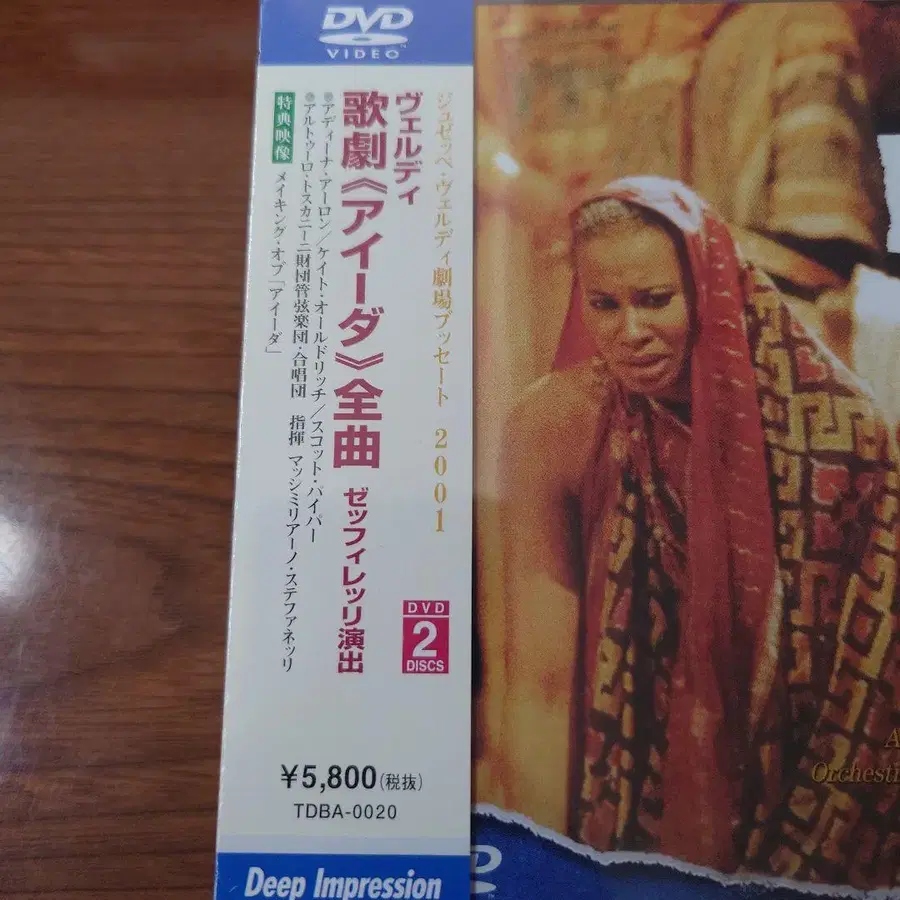 DVD
VIDEO™
ジュゼッペ・ヴェルディ劇場ブッセート 2001
ヴェルディ
歌劇《アイーダ》全曲 ゼッフィレッリ演出
●アディーナ・アーロン/ケイト・オールドリッチ/スコット・パイパー
●アルトゥーロ・トスカニーニ財団管弦楽団・合唱団 指揮 マッシミリアーノ・ステファネッリ
特典映像 メイキング・オブ「アイーダ」
DVD
2
DISCS
¥5,800(税抜)
TDBA-0020
Deep Impression